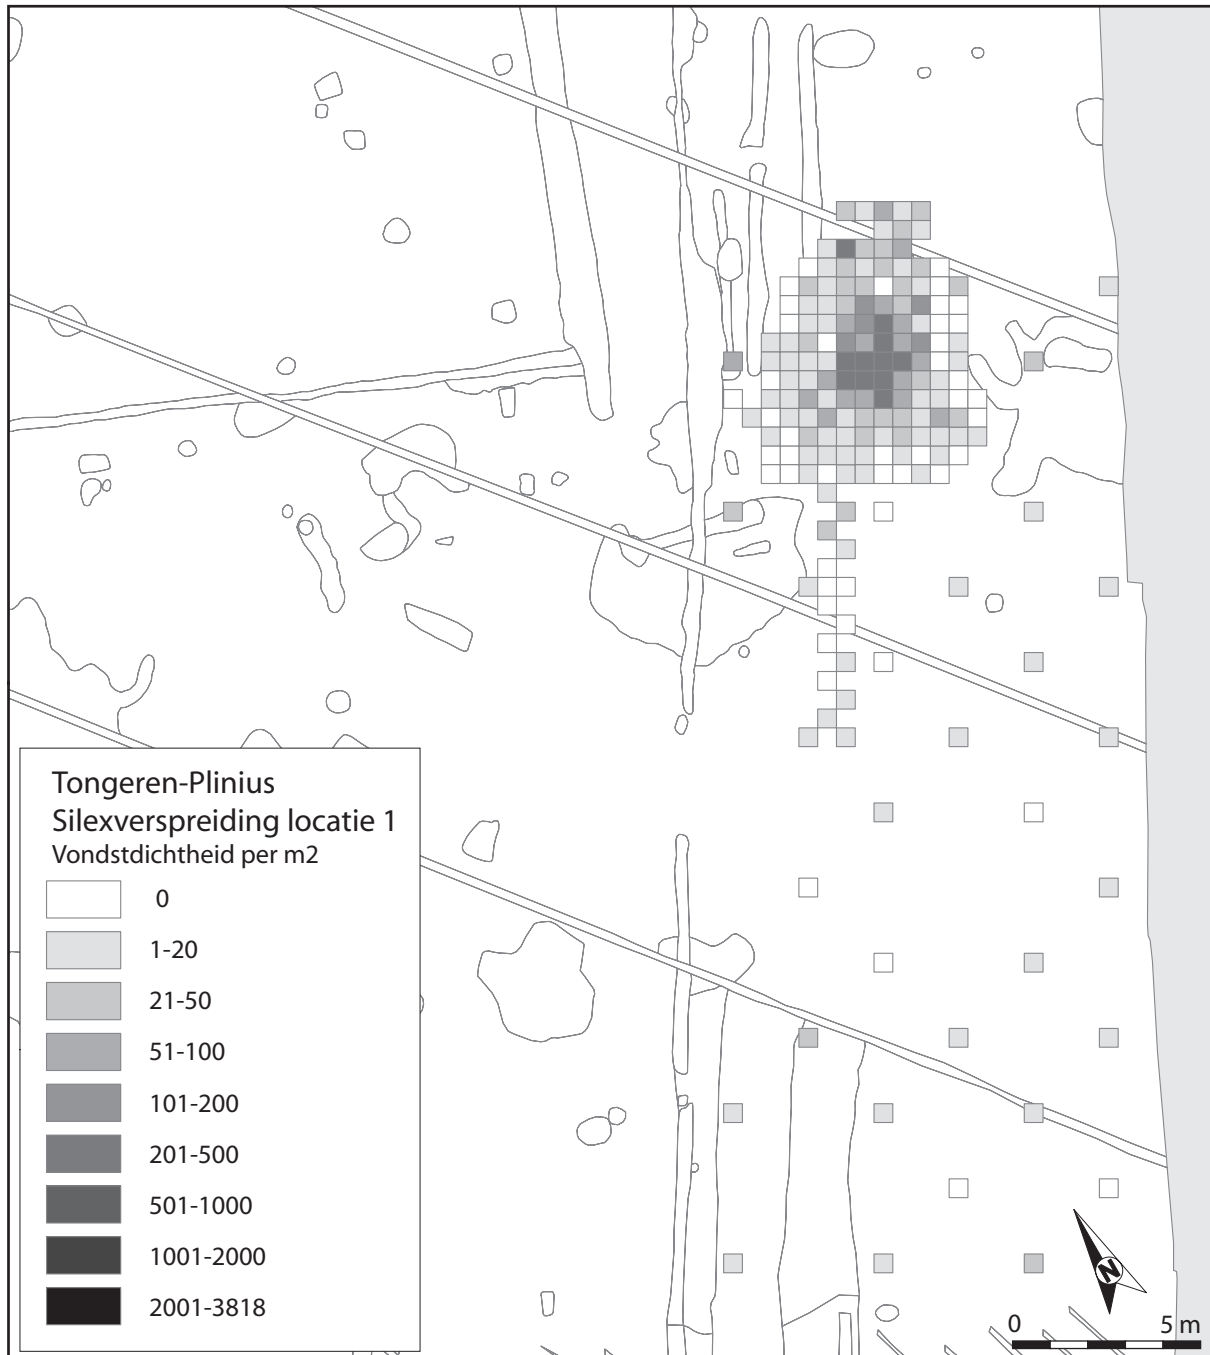 Tongeren-Plinius
Silexverspreiding locatie 1
Vondstdichtheid per m2
0
1-20
21-50
51-100
101-200
201-500
501-1000
1001-2000
2001-3818
N
0 5 m